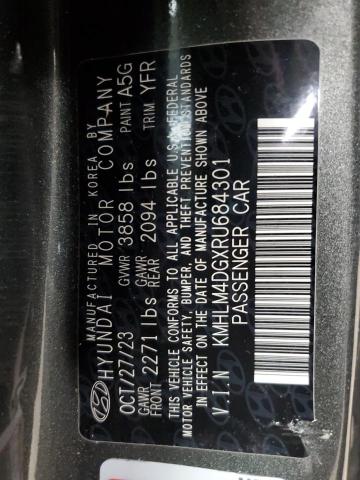 MANUFACTURED IN KOREA BY
HYUNDAI MOTOR COMPANY
OCT/27/23 GVWR 3858 lbs PAINT A5G
GAWR FRONT 2271 lbs GAWR REAR 2094 lbs TRIM YFR
THIS VEHICLE CONFORMS TO ALL APPLICABLE U.S.A FEDERAL
MOTOR VEHICLE SAFETY, BUMPER, AND THEFT PREVENTION STANDARDS
IN EFFECT ON THE DATE OF MANUFACTURE SHOWN ABOVE
V.I.N KMHLM4DGXRU684301
PASSENGER CAR